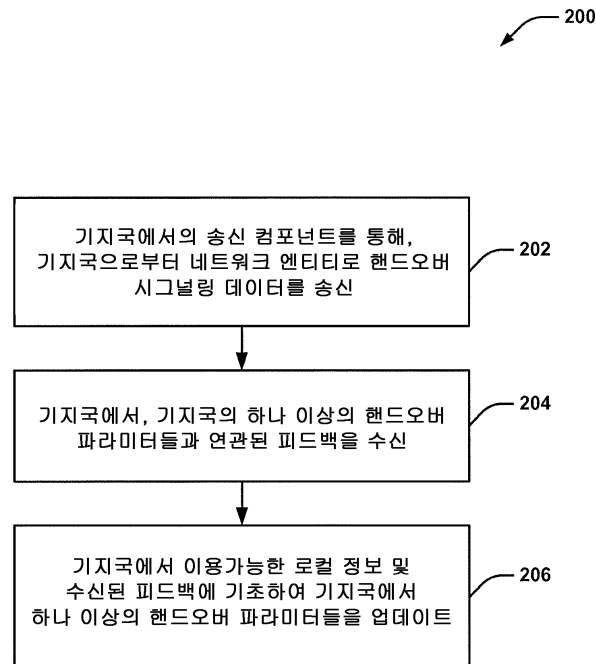 200
기지국에서의 송신 컴포넌트를 통해,
기지국으로부터 네트워크 엔티티로 핸드오버
시그널링 데이터를 송신
202
기지국에서, 기지국의 하나 이상의 핸드오버
파라미터들과 연관된 피드백을 수신
204
기지국에서 이용가능한 로컬 정보 및
수신된 피드백에 기초하여 기지국에서
하나 이상의 핸드오버 파라미터들을 업데이트
206